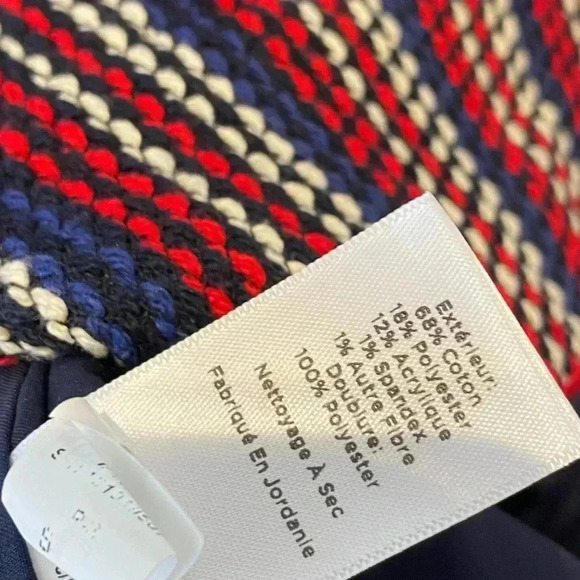 Extérieur:
68% Coton
18% Polyester
12% Acrylique
1% Spandex
1% Autre Fibre
Doublure:
100% Polyester
Nettoyage À Sec
Fabriqué En Jordanie